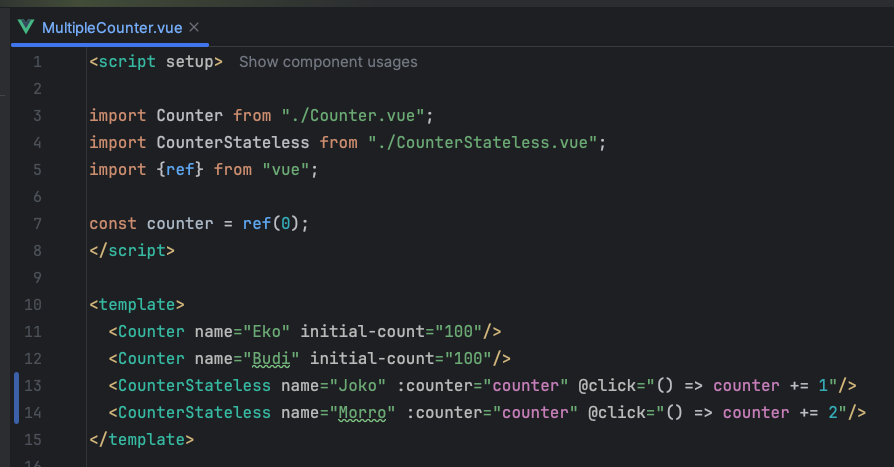 MultipleCounter.vue
1 <script setup> Show component usages
2
3 import Counter from "./Counter.vue";
4 import CounterStateless from "./CounterStateless.vue";
5 import {ref} from "vue";
6
7 const counter = ref(0);
8 </script>
9
10 <template>
11 <Counter name="Eko" initial-count="100"/>
12 <Counter name="Budi" initial-count="100"/>
13 <CounterStateless name="Joko" :counter="counter" @click="() => counter += 1"/>
14 <CounterStateless name="Morro" :counter="counter" @click="() => counter += 2"/>
15 </template>
16